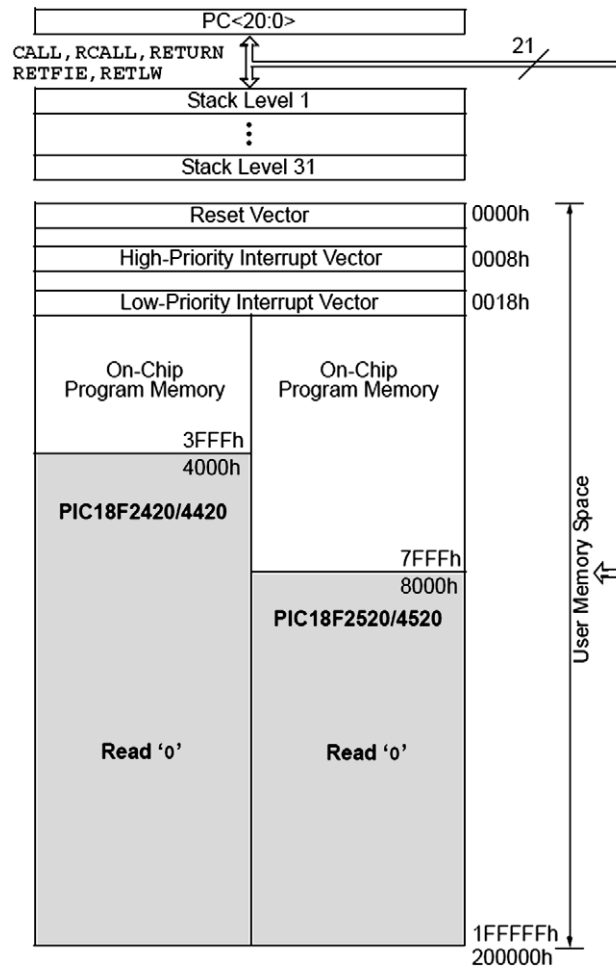 PC<20:0>
CALL,RCALL,RETURN
RETFIE,RETLW
21
Stack Level 1
Stack Level 31
Reset Vector
0000h
High-Priority Interrupt Vector
0008h
Low-Priority Interrupt Vector
0018h
On-Chip
Program Memory
On-Chip
Program Memory
3FFFh
4000h
PIC18F2420/4420
7FFFh
8000h
PIC18F2520/4520
User Memory Space
Read ‘0’
Read ‘0’
1FFFFFh
200000h